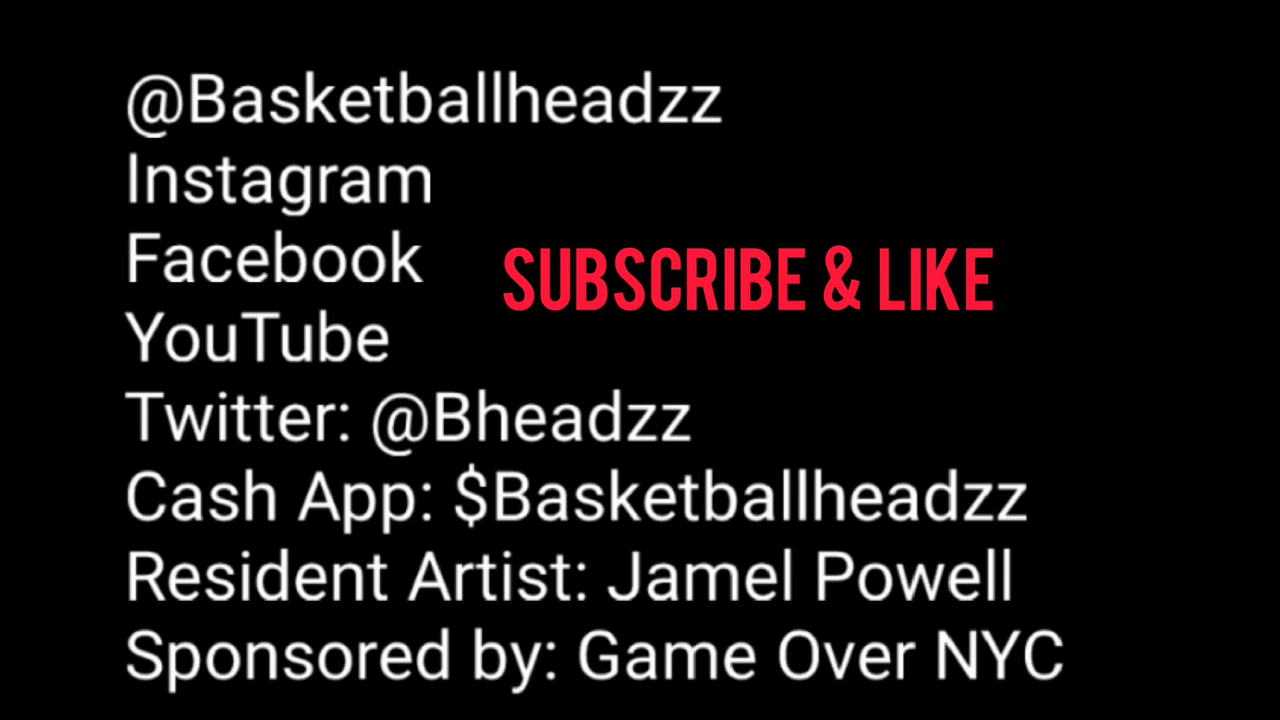 @Basketballheadzz
Instagram
Facebook
SUBSCRIBE & LIKE
YouTube
Twitter: @Bheadzz
Cash App: $Basketballheadzz
Resident Artist: Jamel Powell
Sponsored by: Game Over NYC